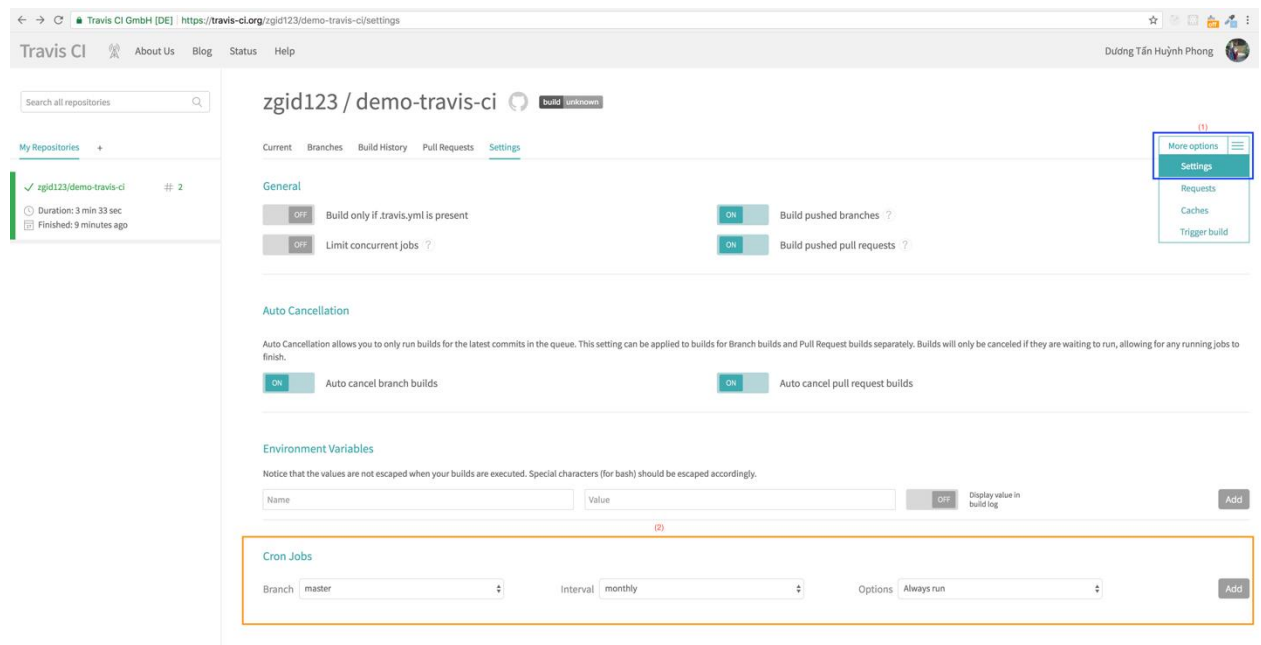 Travis CI GmbH [DE] https://travis-ci.org/zgid123/demo-travis-ci/settings
Travis CI About Us Blog Status Help Dương Tấn Huỳnh Phong
Search all repositories
zgid123 / demo-travis-ci build unknown
(1)
My Repositories +
Current Branches Build History Pull Requests Settings
More options
Settings
Requests
Caches
Trigger build
zgid123/demo-travis-ci # 2
Duration: 3 min 33 sec
Finished: 9 minutes ago
General
OFF Build only if .travis.yml is present ON Build pushed branches ?
OFF Limit concurrent jobs ? ON Build pushed pull requests ?
Auto Cancellation
Auto Cancellation allows you to only run builds for the latest commits in the queue. This setting can be applied to builds for Branch builds and Pull Request builds separately. Builds will only be canceled if they are waiting to run, allowing for any running jobs to
finish.
ON Auto cancel branch builds ON Auto cancel pull request builds
Environment Variables
Notice that the values are not escaped when your builds are executed. Special characters (for bash) should be escaped accordingly.
Name Value OFF Display value in
build log
Add
(2)
Cron Jobs
Branch master Interval monthly Options Always run Add